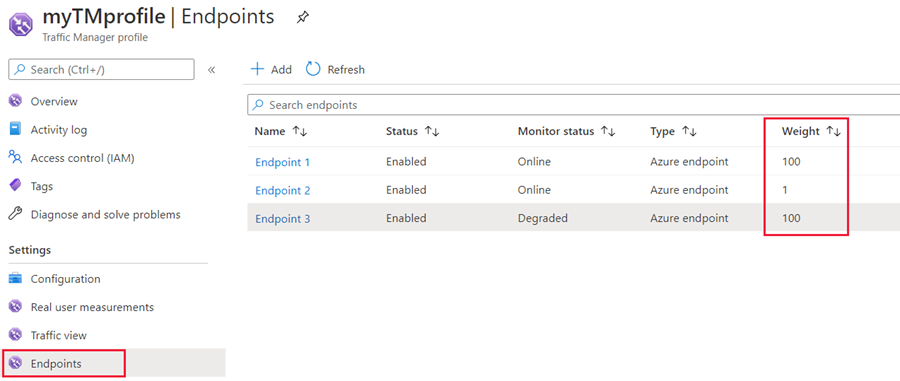 myTMprofile | Endpoints
Traffic Manager profile
Search (Ctrl+/)
«
Overview
Activity log
Access control (IAM)
Tags
Diagnose and solve problems
Settings
Configuration
Real user measurements
Traffic view
Endpoints
+ Add Refresh
Search endpoints
Name ↑↓ Status ↑↓ Monitor status ↑↓ Type ↑↓ Weight ↑↓
Endpoint 1 Enabled Online Azure endpoint 100
Endpoint 2 Enabled Online Azure endpoint 1
Endpoint 3 Enabled Degraded Azure endpoint 100